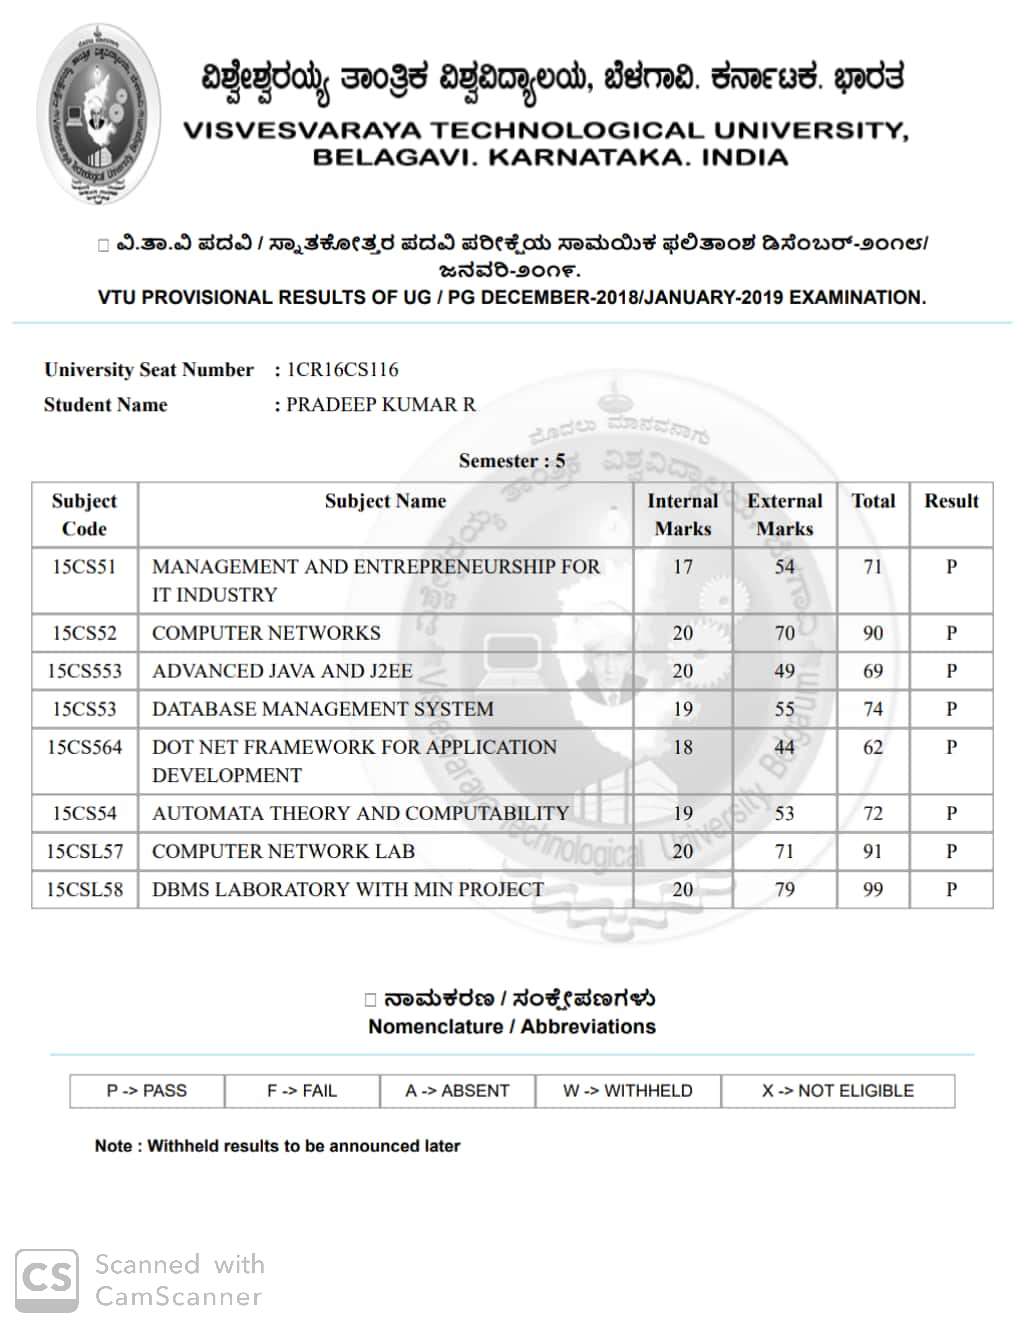 ವಿಶ್ವೇಶ್ವರಯ್ಯ ತಾಂತ್ರಿಕ ವಿಶ್ವವಿದ್ಯಾಲಯ, ಬೆಳಗಾವಿ. ಕರ್ನಾಟಕ. ಭಾರತ
VISVESVARAYA TECHNOLOGICAL UNIVERSITY,
BELAGAVI. KARNATAKA. INDIA
ವಿ.ತಾ.ವಿ ಪದವಿ / ಸ್ನಾತಕೋತ್ತರ ಪದವಿ ಪರೀಕ್ಷೆಯ ಸಾಮಯಿಕ ಫಲಿತಾಂಶ ಡಿಸೆಂಬರ್-೨೦೧೮/
ಜನವರಿ-೨೦೧೯.
VTU PROVISIONAL RESULTS OF UG / PG DECEMBER-2018/JANUARY-2019 EXAMINATION.
University Seat Number : 1CR16CS116
Student Name : PRADEEP KUMAR R
Semester : 5
Subject Code Subject Name Internal Marks External Marks Total Result
15CS51 MANAGEMENT AND ENTREPRENEURSHIP FOR IT INDUSTRY 17 54 71 P
15CS52 COMPUTER NETWORKS 20 70 90 P
15CS553 ADVANCED JAVA AND J2EE 20 49 69 P
15CS53 DATABASE MANAGEMENT SYSTEM 19 55 74 P
15CS564 DOT NET FRAMEWORK FOR APPLICATION DEVELOPMENT 18 44 62 P
15CS54 AUTOMATA THEORY AND COMPUTABILITY 19 53 72 P
15CSL57 COMPUTER NETWORK LAB 20 71 91 P
15CSL58 DBMS LABORATORY WITH MIN PROJECT 20 79 99 P
ನಾಮಕರಣ / ಸಂಕ್ಷೇಪಣಗಳು
Nomenclature / Abbreviations
P -> PASS F -> FAIL A -> ABSENT W -> WITHHELD X -> NOT ELIGIBLE
Note : Withheld results to be announced later
CS Scanned with
CamScanner